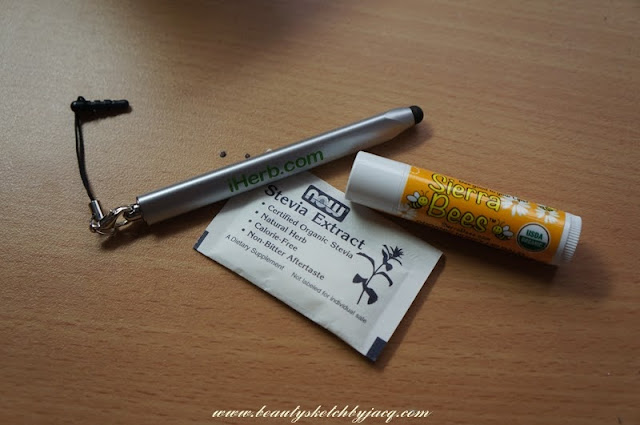 iHerb.com
NOW
Stevia Extract
• Certified Organic Stevia
• Natural Herb
• Calorie-Free
• Non-Bitter Aftertaste
A Dietary Supplement Not labeled for individual sale.
Sierra
Bees
USDA
ORGANIC
www.beautysketchbyjacq.com